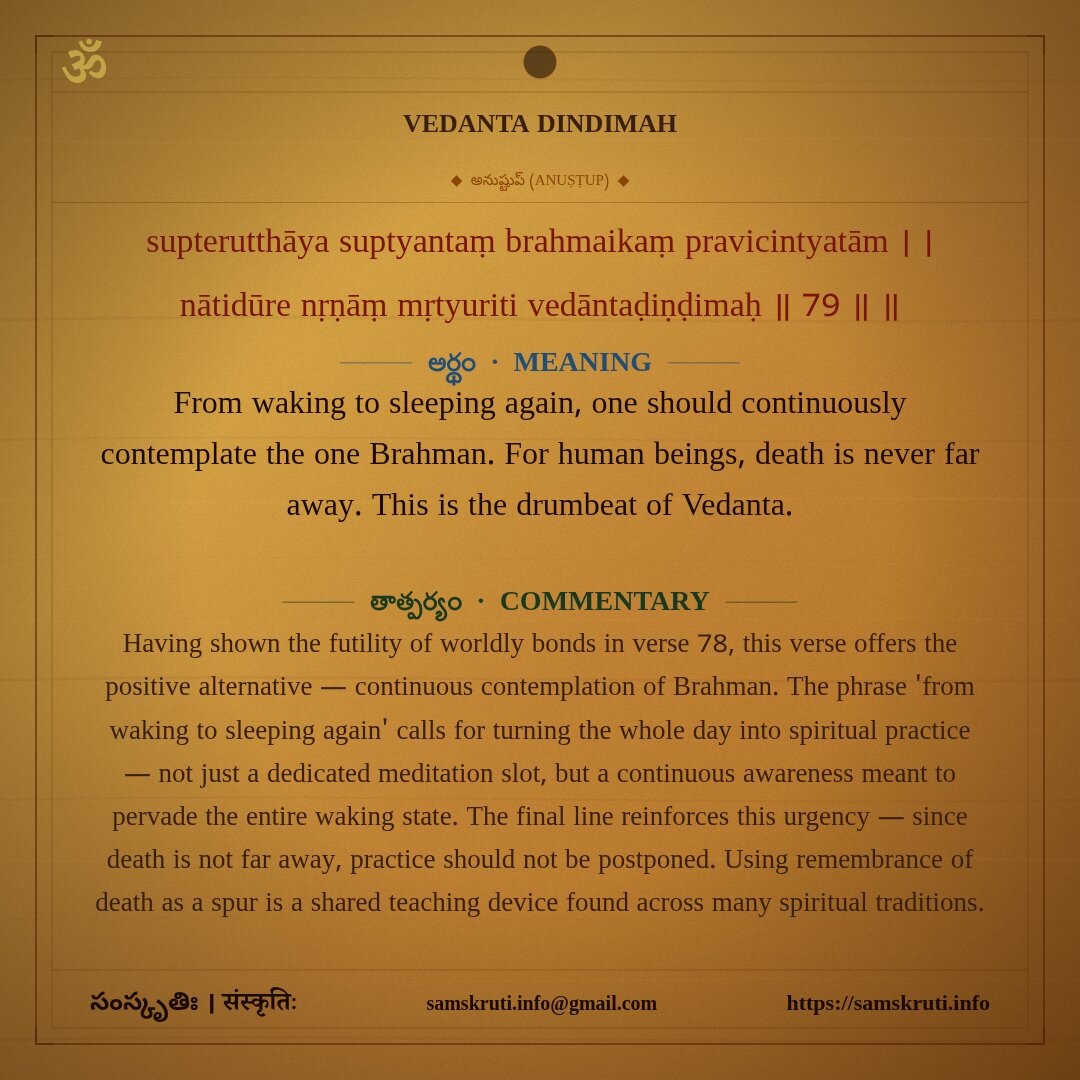 ॐ
VEDANTA DINDIMAH
◆ అనుష్టుప్ (ANUṢṬUP) ◆
supterutthāya suptyantaṃ brahmaikaṃ pravicintyatām | |
nātidūre nṛṇāṃ mṛtyuriti vedāntaḍiṇḍimaḥ || 79 || ||
అర్థం · MEANING
From waking to sleeping again, one should continuously
contemplate the one Brahman. For human beings, death is never far
away. This is the drumbeat of Vedanta.
తాత్పర్యం · COMMENTARY
Having shown the futility of worldly bonds in verse 78, this verse offers the
positive alternative — continuous contemplation of Brahman. The phrase 'from
waking to sleeping again' calls for turning the whole day into spiritual practice
— not just a dedicated meditation slot, but a continuous awareness meant to
pervade the entire waking state. The final line reinforces this urgency — since
death is not far away, practice should not be postponed. Using remembrance of
death as a spur is a shared teaching device found across many spiritual traditions.
సంస్కృతిః | संस्कृतिः samskruti.info@gmail.com https://samskruti.info